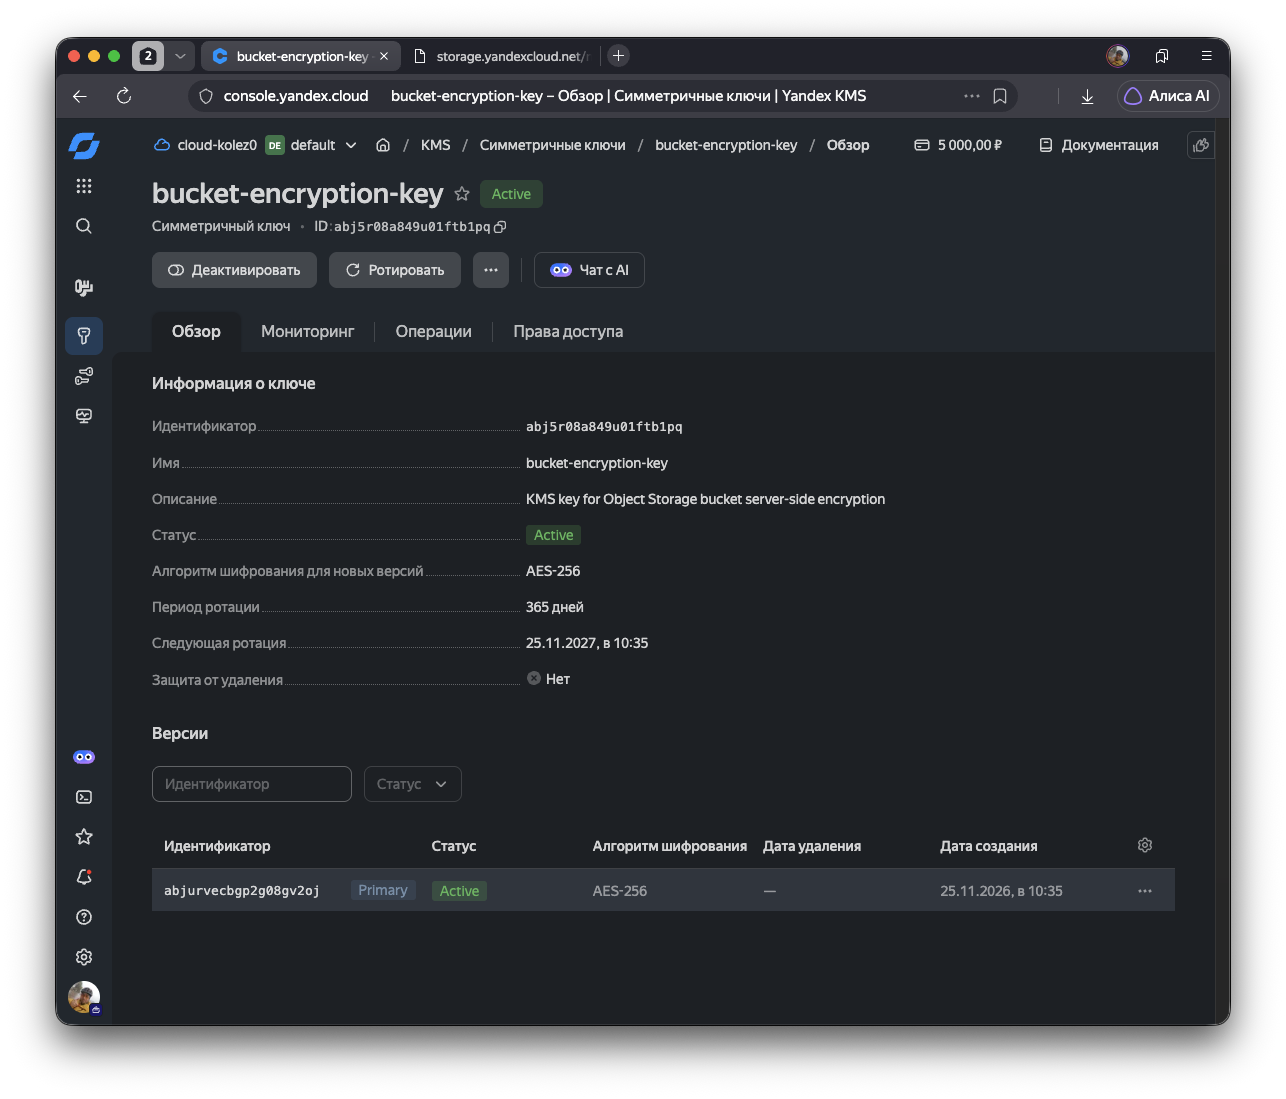 2
bucket-encryption-key
storage.yandexcloud.net/
console.yandex.cloud bucket-encryption-key – Обзор | Симметричные ключи | Yandex KMS
Алиса AI
cloud-kolez0 DE default / KMS / Симметричные ключи / bucket-encryption-key / Обзор
5 000,00 ₽
Документация
bucket-encryption-key Active
Симметричный ключ • ID: abj5r08a849u01ftb1pq
Деактивировать Ротировать Чат с AI
Обзор Мониторинг Операции Права доступа
Информация о ключе
Идентификатор abj5r08a849u01ftb1pq
Имя bucket-encryption-key
Описание KMS key for Object Storage bucket server-side encryption
Статус Active
Алгоритм шифрования для новых версий AES-256
Период ротации 365 дней
Следующая ротация 25.11.2027, в 10:35
Защита от удаления Нет
Версии
Идентификатор Статус
Идентификатор Статус Алгоритм шифрования Дата удаления Дата создания
abjurvecbgp2g08gv2oj Primary Active AES-256 — 25.11.2026, в 10:35